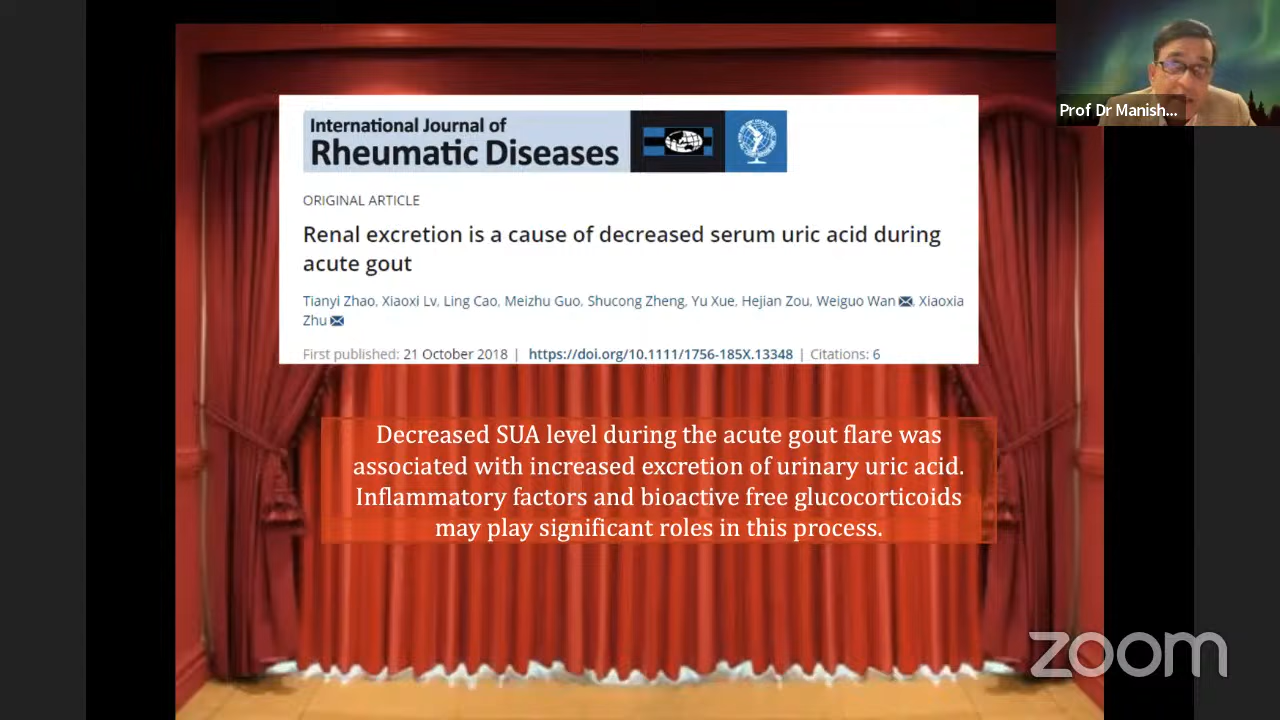 Prof Dr Manish...
International Journal of
Rheumatic Diseases
ORIGINAL ARTICLE
Renal excretion is a cause of decreased serum uric acid during
acute gout
Tianyi Zhao, Xiaoxi Lv, Ling Cao, Meizhu Guo, Shucong Zheng, Yu Xue, Hejian Zou, Weiguo Wan, Xiaoxia
Zhu
First published: 21 October 2018 | https://doi.org/10.1111/1756-185X.13348 | Citations: 6
Decreased SUA level during the acute gout flare was
associated with increased excretion of urinary uric acid.
Inflammatory factors and bioactive free glucocorticoids
may play significant roles in this process.
zoom